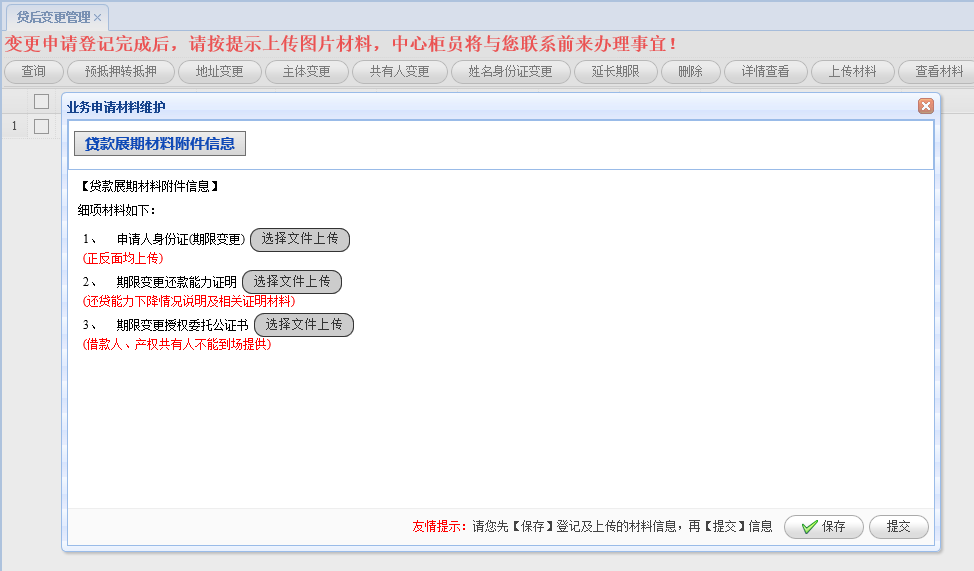 贷后变更管理
变更申请登记完成后，请按提示上传图片材料，中心柜员将与您联系前来办理事宜！
查询 预抵押转抵押 地址变更 主体变更 共有人变更 姓名身份证变更 延长期限 删除 详情查看 上传材料 查看材料
业务申请材料维护
1
贷款展期材料附件信息
【贷款展期材料附件信息】
细项材料如下：
1、 申请人身份证(期限变更) 选择文件上传
(正反面均上传)
2、 期限变更还款能力证明 选择文件上传
(还贷能力下降情况说明及相关证明材料)
3、 期限变更授权委托公证书 选择文件上传
(借款人、产权共有人不能到场提供)
友情提示：请您先【保存】登记及上传的材料信息，再【提交】信息 保存 提交